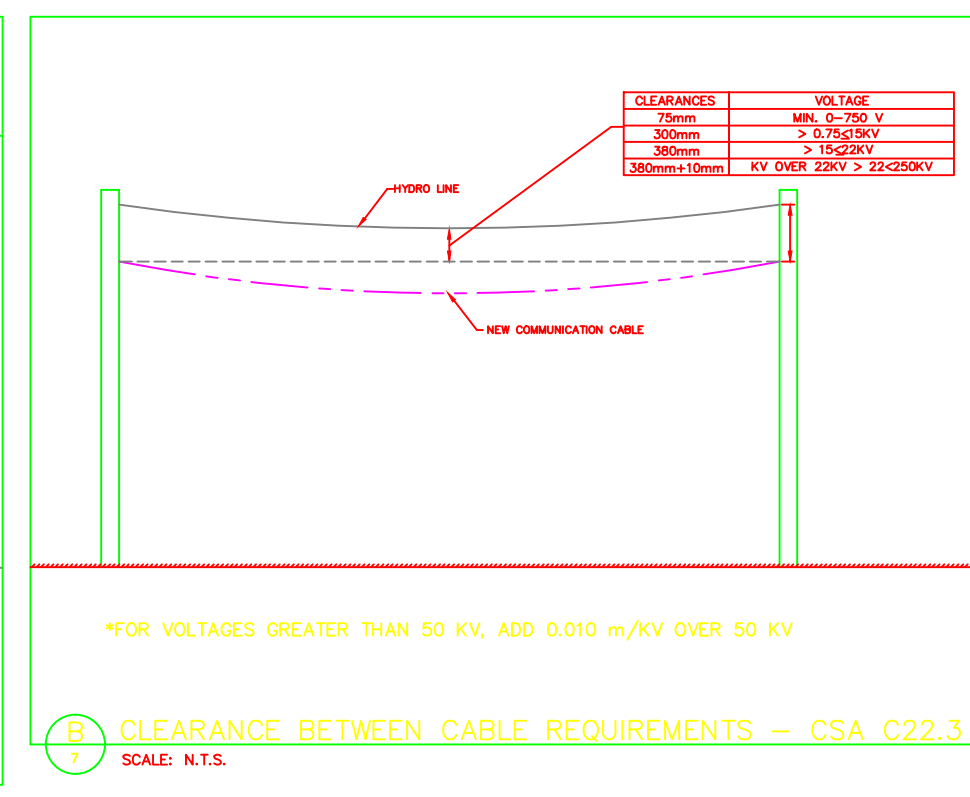 CLEARANCES VOLTAGE
75mm MIN. 0-750 V
300mm > 0.75≤15KV
380mm > 15≤22KV
380mm+10mm KV OVER 22KV > 22<250KV
HYDRO LINE
NEW COMMUNICATION CABLE
*FOR VOLTAGES GREATER THAN 50 KV, ADD 0.010 m/KV OVER 50 KV
B CLEARANCE BETWEEN CABLE REQUIREMENTS - CSA C22.3
7 SCALE: N.T.S.